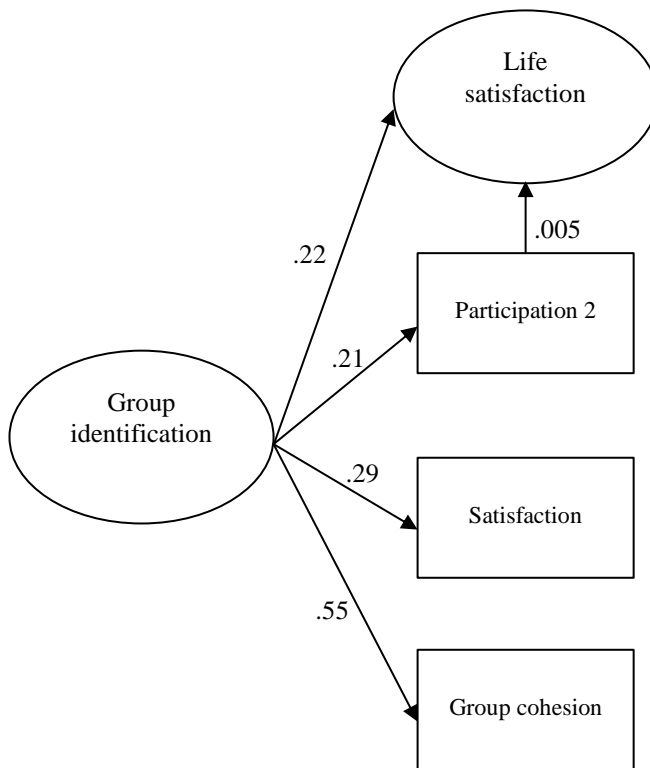 Life
satisfaction
.005
.22
Participation 2
.21
Group
identification
.29
Satisfaction
.55
Group cohesion